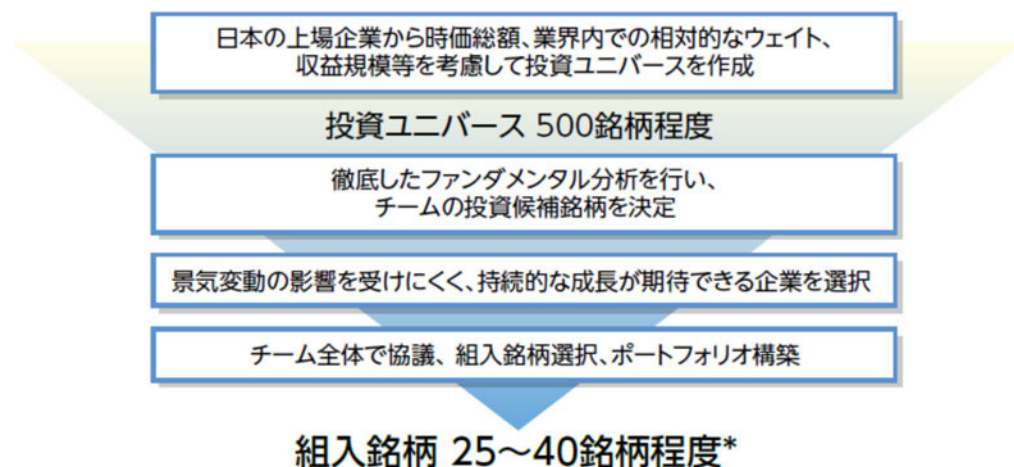 日本の上場企業から時価総額、業界内での相対的なウェイト、
収益規模等を考慮して投資ユニバースを作成
投資ユニバース 500銘柄程度
徹底したファンダメンタル分析を行い、
チームの投資候補銘柄を決定
景気変動の影響を受けにくく、持続的な成長が期待できる企業を選択
チーム全体で協議、組入銘柄選択、ポートフォリオ構築
組入銘柄 25～40銘柄程度*